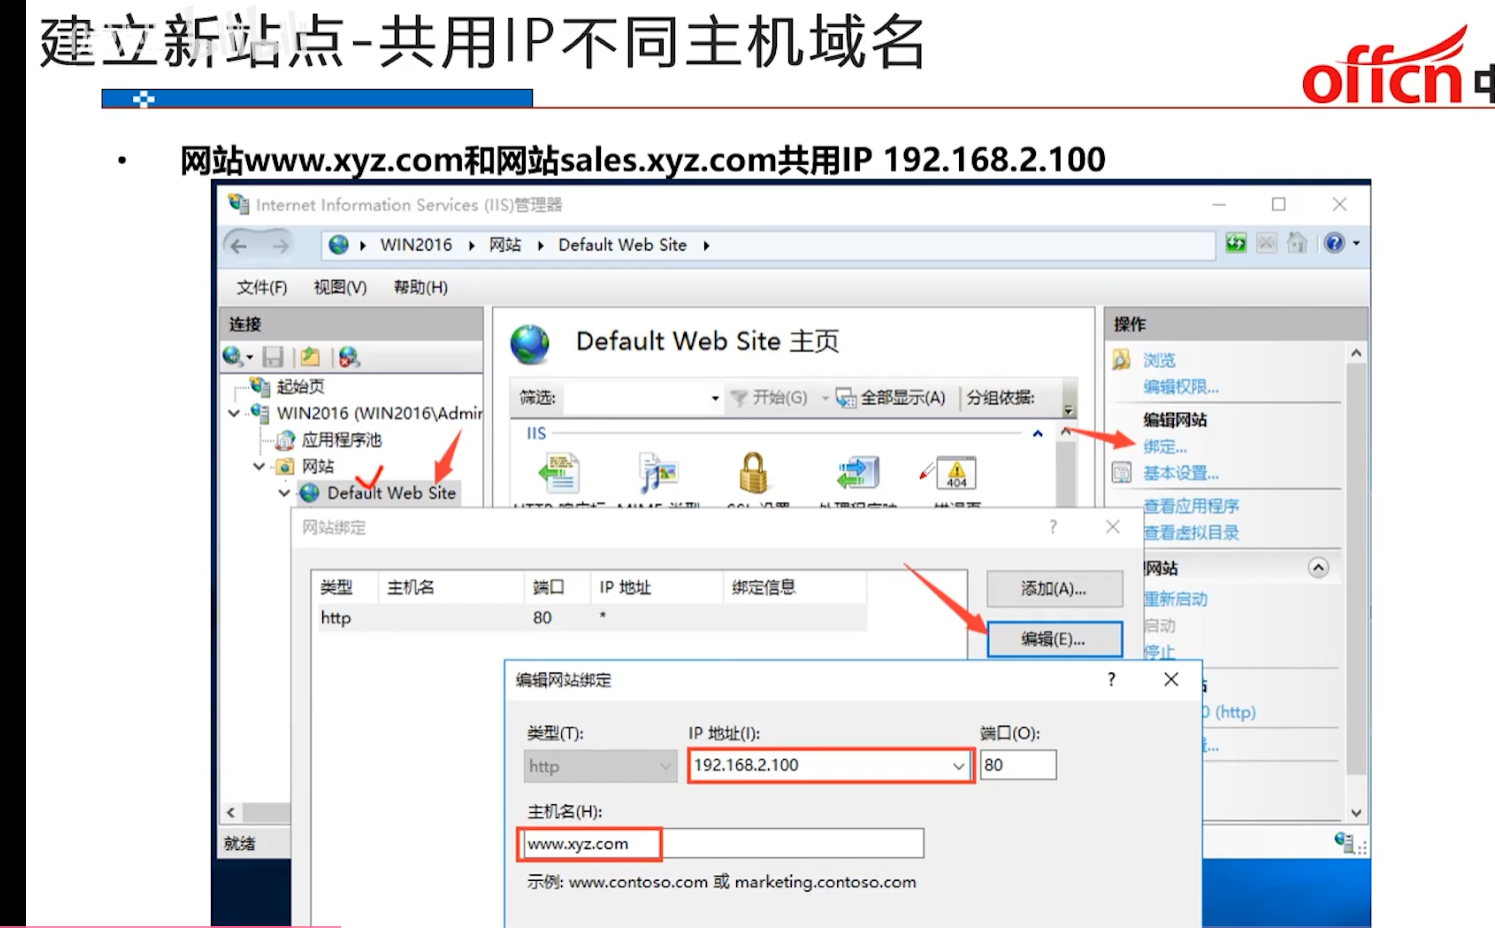 建立新站点-共用IP不同主机域名
offcn
• 网站www.xyz.com和网站sales.xyz.com共用IP 192.168.2.100
Internet Information Services (IIS)管理器
WIN2016 网站 Default Web Site
文件(F) 视图(V) 帮助(H)
连接
起始页
WIN2016 (WIN2016\Admir
应用程序池
网站
Default Web Site
就绪
Default Web Site 主页
筛选: 开始(G) 全部显示(A) 分组依据:
IIS
404
操作
浏览
编辑权限...
编辑网站
绑定...
基本设置...
查看应用程序
查看虚拟目录
网站
重新启动
启动
停止
(http)
网站绑定 ?
类型 主机名 端口 IP 地址 绑定信息
http 80 *
添加(A)...
编辑(E)...
编辑网站绑定 ?
类型(T): IP 地址(I): 端口(O):
http 192.168.2.100 80
主机名(H):
www.xyz.com
示例: www.contoso.com 或 marketing.contoso.com